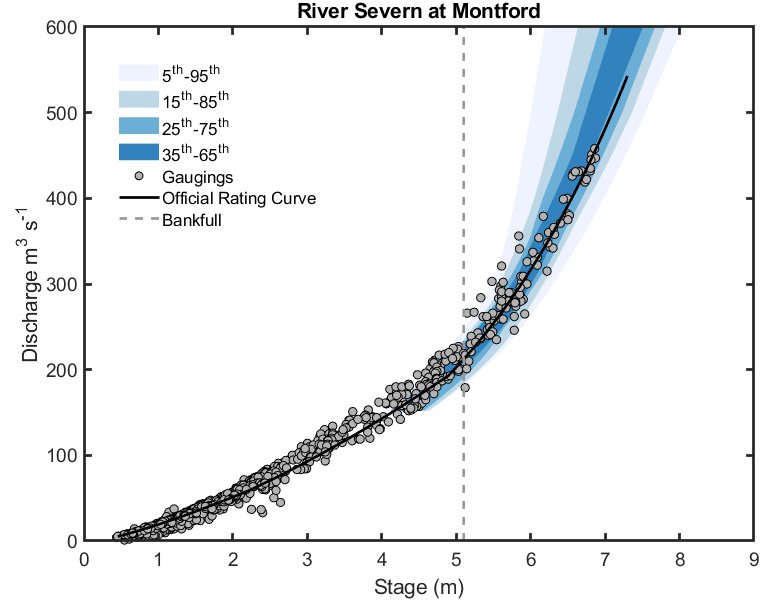 River Severn at Montford
600
500
400
300
200
100
0
Discharge m³ s⁻¹
5th-95th
15th-85th
25th-75th
35th-65th
Gaugings
Official Rating Curve
Bankfull
0 1 2 3 4 5 6 7 8 9
Stage (m)